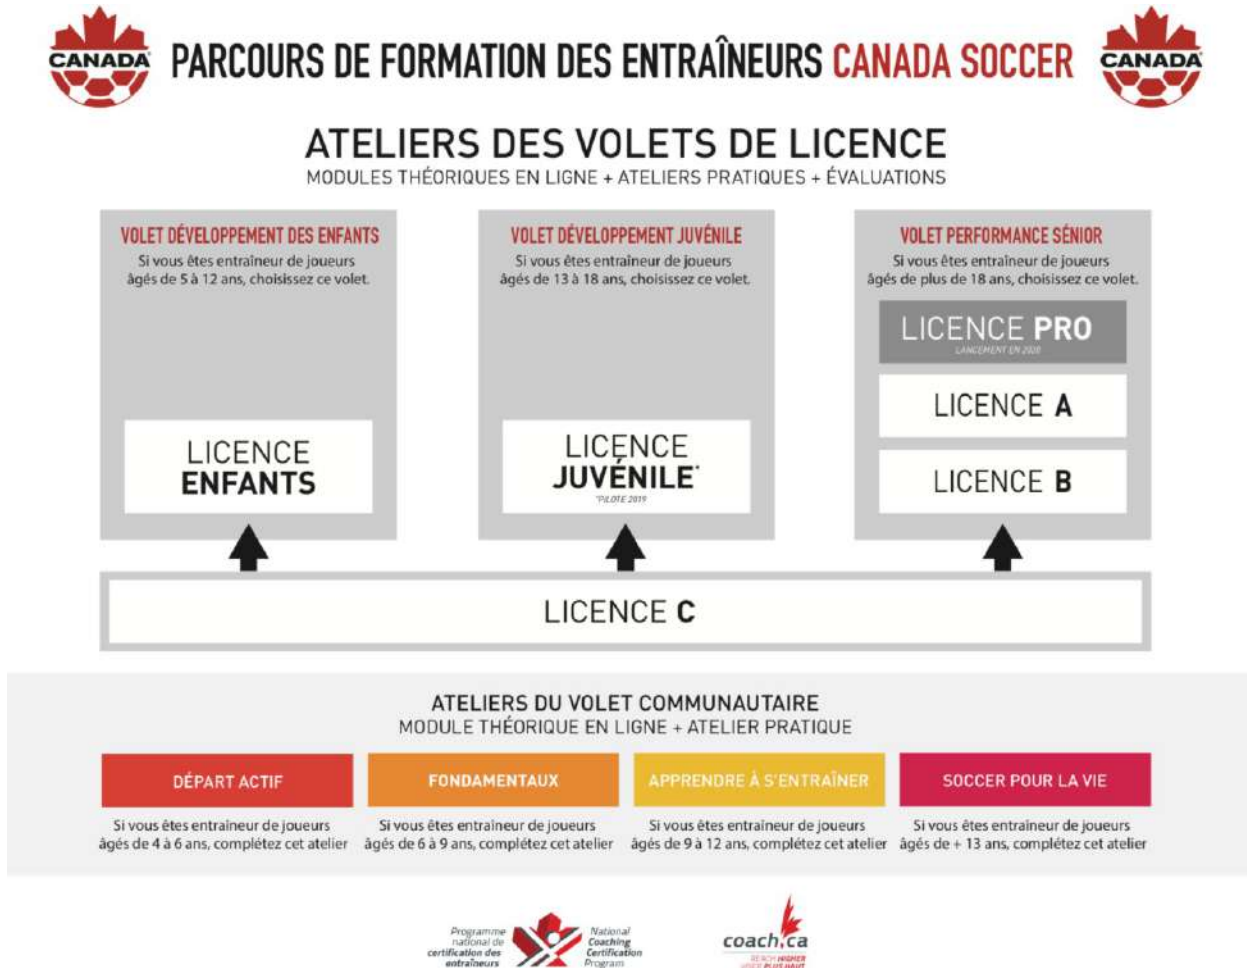 CANADA
PARCOURS DE FORMATION DES ENTRAÎNEURS CANADA SOCCER
CANADA
ATELIERS DES VOLETS DE LICENCE
MODULES THÉORIQUES EN LIGNE + ATELIERS PRATIQUES + ÉVALUATIONS
VOLET DÉVELOPPEMENT DES ENFANTS
Si vous êtes entraîneur de joueurs
âgés de 5 à 12 ans, choisissez ce volet.
LICENCE
ENFANTS
VOLET DÉVELOPPEMENT JUVÉNILE
Si vous êtes entraîneur de joueurs
âgés de 13 à 18 ans, choisissez ce volet.
LICENCE
JUVÉNILE*
*PILOTE 2019
VOLET PERFORMANCE SÉNIOR
Si vous êtes entraîneur de joueurs
âgés de plus de 18 ans, choisissez ce volet.
LICENCE PRO
LANCEMENT EN 2020
LICENCE A
LICENCE B
LICENCE C
ATELIERS DU VOLET COMMUNAUTAIRE
MODULE THÉORIQUE EN LIGNE + ATELIER PRATIQUE
DÉPART ACTIF
Si vous êtes entraîneur de joueurs
âgés de 4 à 6 ans, complétez cet atelier
FONDAMENTAUX
Si vous êtes entraîneur de joueurs
âgés de 6 à 9 ans, complétez cet atelier
APPRENDRE À S'ENTRAÎNER
Si vous êtes entraîneur de joueurs
âgés de 9 à 12 ans, complétez cet atelier
SOCCER POUR LA VIE
Si vous êtes entraîneur de joueurs
âgés de + 13 ans, complétez cet atelier
Programme
national de
certification des
entraîneurs
National
Coaching
Certification
Program
coach.ca
REACH HIGHER
PLUS HAUT